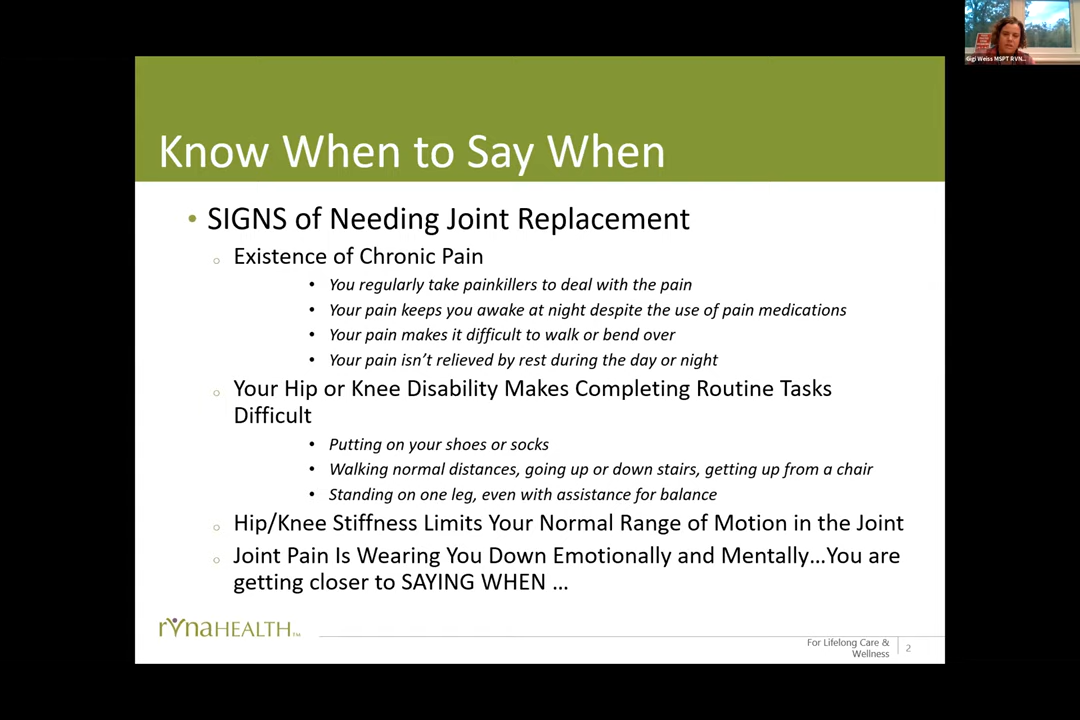 Gigi Weiss MSPT RVN...
Know When to Say When
• SIGNS of Needing Joint Replacement
o Existence of Chronic Pain
• You regularly take painkillers to deal with the pain
• Your pain keeps you awake at night despite the use of pain medications
• Your pain makes it difficult to walk or bend over
• Your pain isn't relieved by rest during the day or night
o Your Hip or Knee Disability Makes Completing Routine Tasks
Difficult
• Putting on your shoes or socks
• Walking normal distances, going up or down stairs, getting up from a chair
• Standing on one leg, even with assistance for balance
o Hip/Knee Stiffness Limits Your Normal Range of Motion in the Joint
o Joint Pain Is Wearing You Down Emotionally and Mentally…You are
getting closer to SAYING WHEN …
rvnaHEALTH™
For Lifelong Care &
Wellness
2